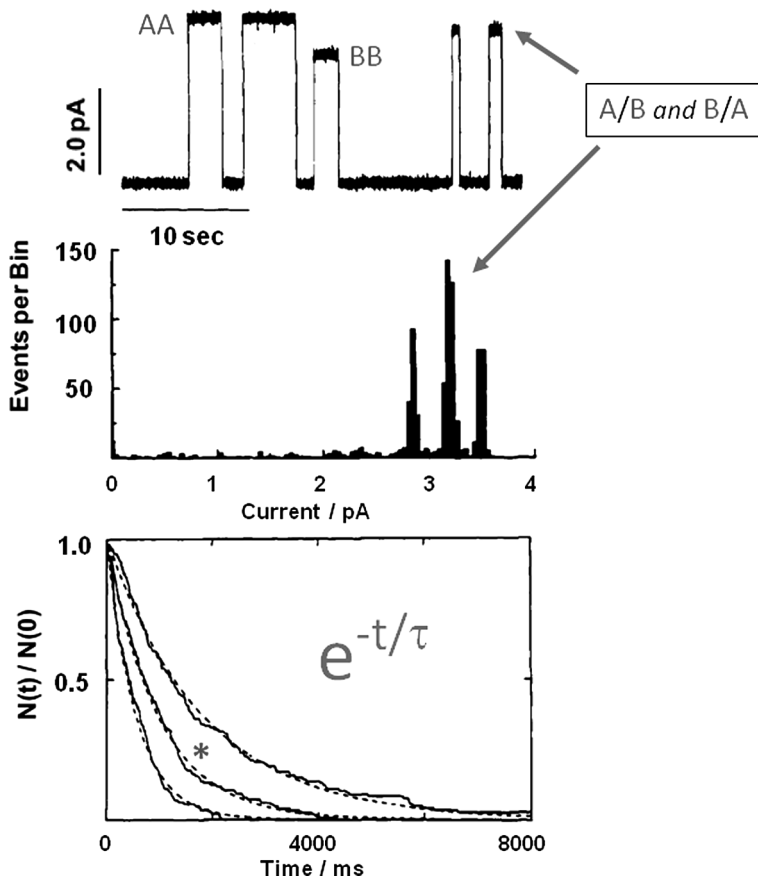 AA
BB
A/B and B/A
2.0 pA
10 sec
Events per Bin
150
100
50
0
1
2
3
4
Current / pA
N(t) / N(0)
1.0
0.5
e-t/τ
*
0
4000
8000
Time / ms